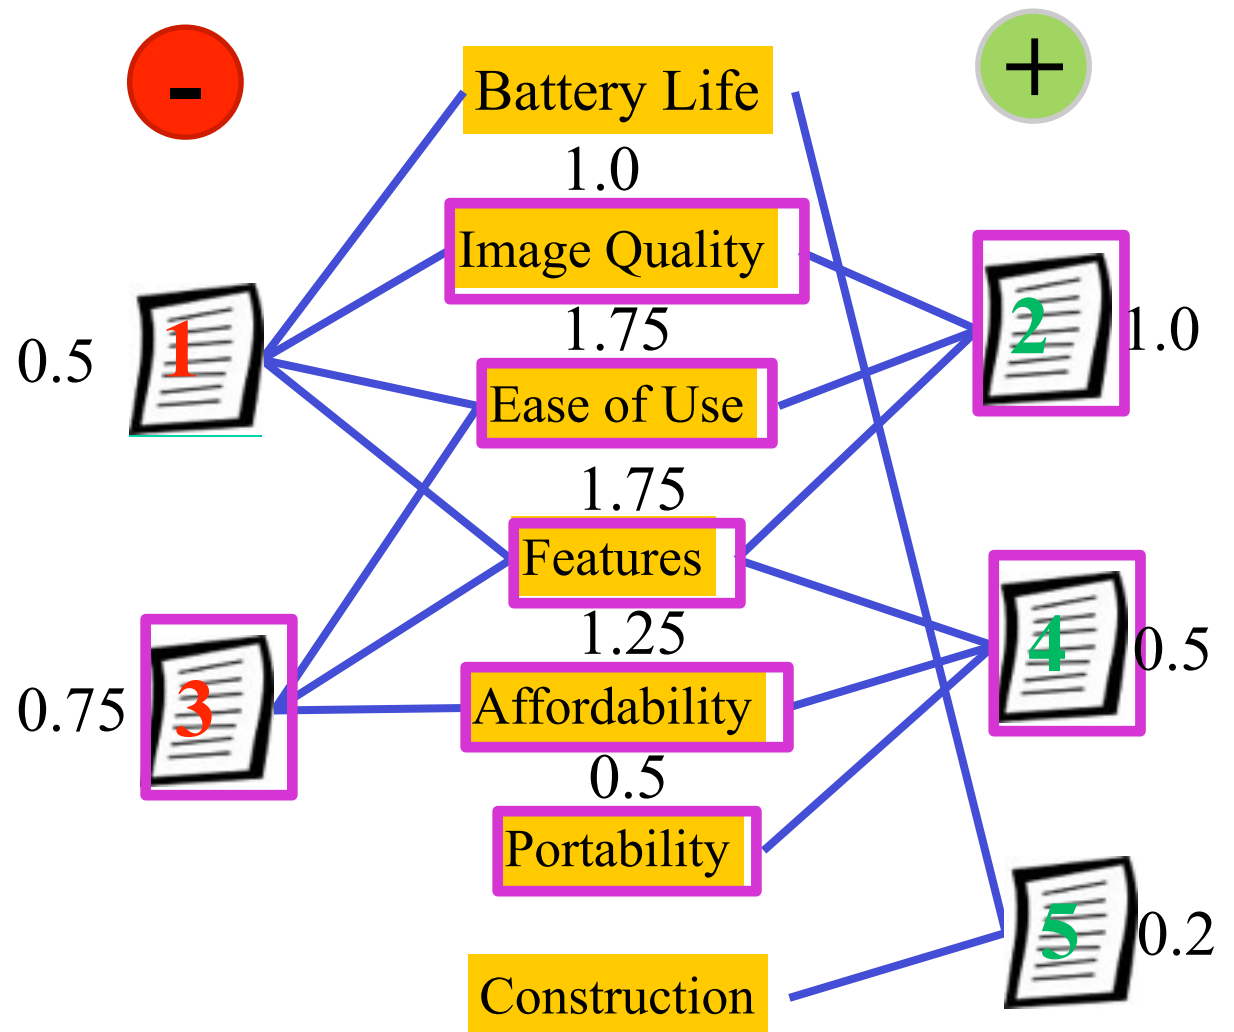 -
+
Battery Life
1.0
Image Quality
1.75
Ease of Use
1.75
Features
1.25
Affordability
0.5
Portability
Construction
0.5
1
0.75
3
2
1.0
4
0.5
5
0.2